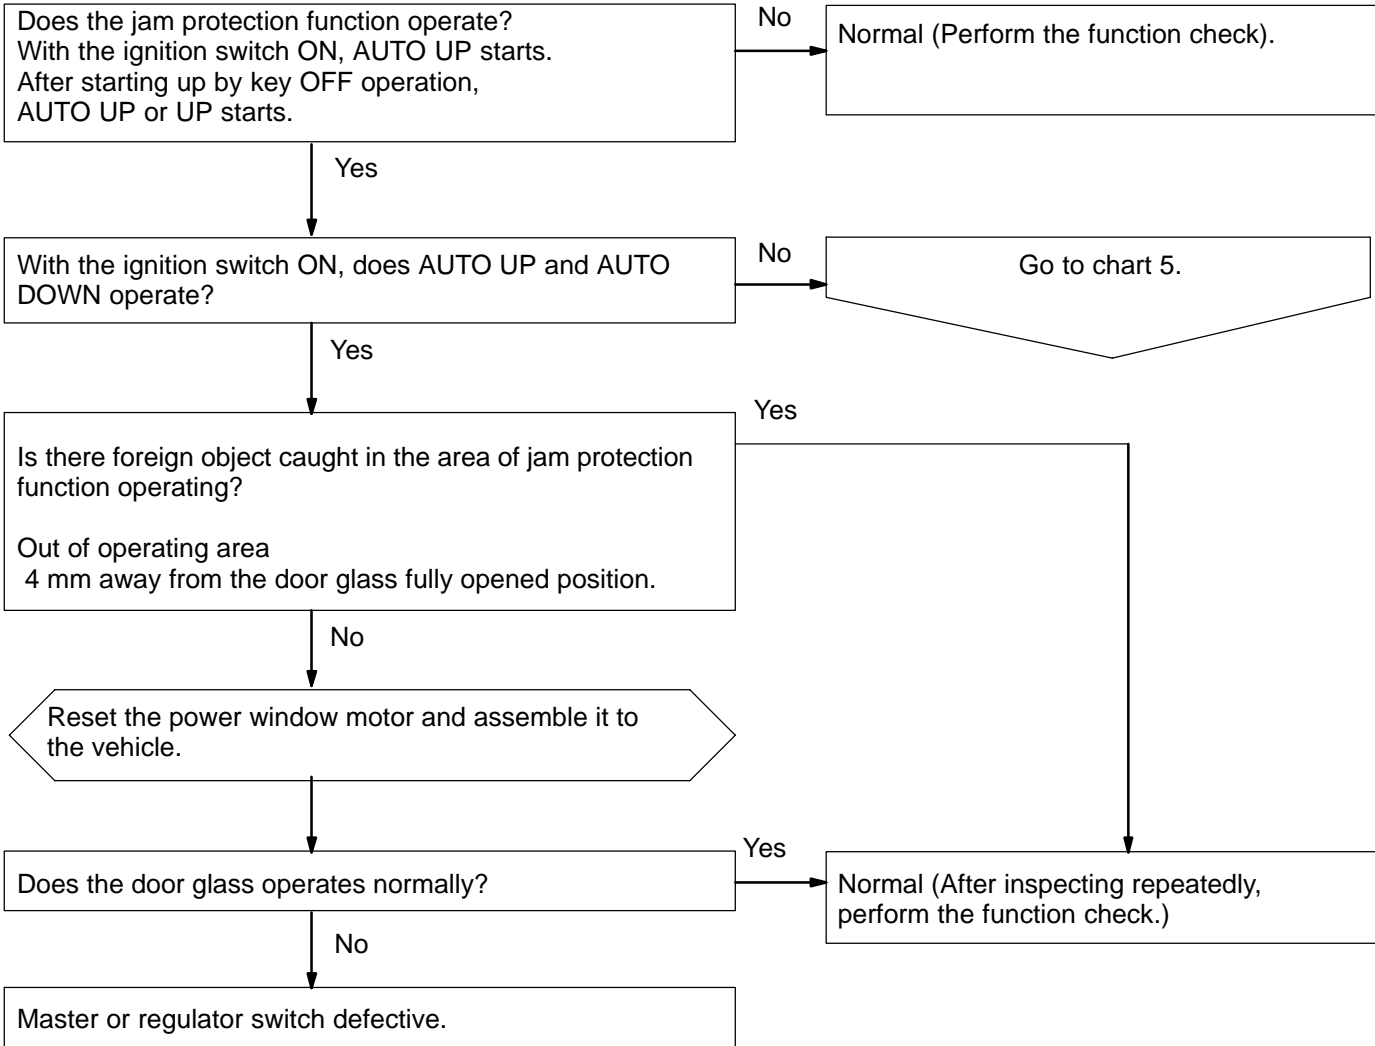 Does the jam protection function operate?
With the ignition switch ON, AUTO UP starts.
After starting up by key OFF operation,
AUTO UP or UP starts.
No
Normal (Perform the function check).
Yes
With the ignition switch ON, does AUTO UP and AUTO
DOWN operate?
No
Go to chart 5.
Yes
Is there foreign object caught in the area of jam protection
function operating?
Out of operating area
4 mm away from the door glass fully opened position.
Yes
No
Reset the power window motor and assemble it to
the vehicle.
Does the door glass operates normally?
Yes
Normal (After inspecting repeatedly,
perform the function check.)
No
Master or regulator switch defective.